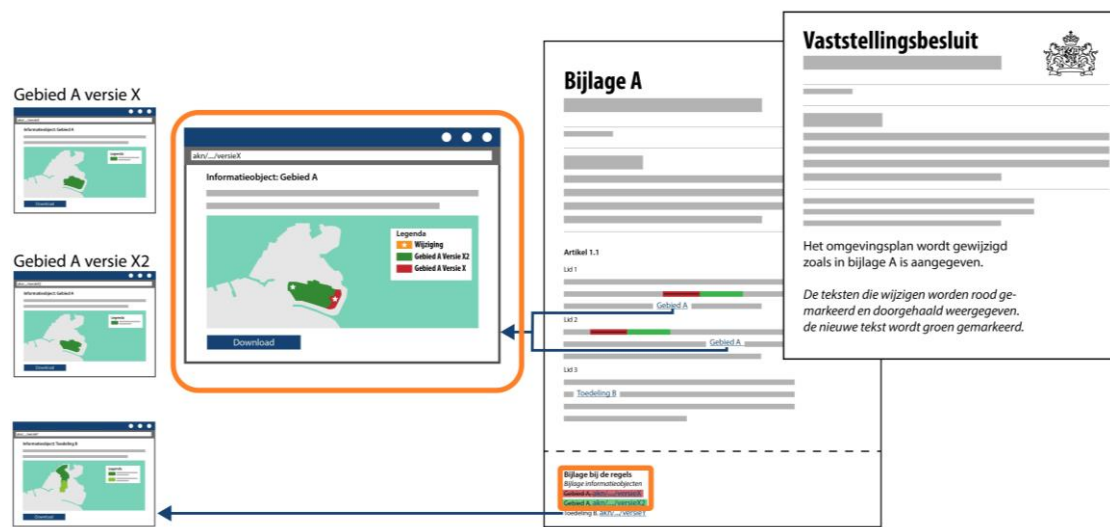 Gebied A versie X
Informatieobject: Gebied A
Legenda
Download
Gebied A versie X2
Informatieobject: Gebied A
Legenda
Download
Informatieobject: Toedeling B
Legenda
Download
akn/..../versieX
Informatieobject: Gebied A
Legenda
Wijziging
Gebied A Versie X2
Gebied A Versie X
Download
Bijlage A
Artikel 1.1
Lid 1
Gebied A
Lid 2
Gebied A
Lid 3
Toedeling B
Bijlage bij de regels
Bijlage informatieobjecten
Gebied A, akn/..../versieX
Gebied A, akn/..../versieX2
Toedeling B, akn/..../versieY
Vaststellingsbesluit
Het omgevingsplan wordt gewijzigd
zoals in bijlage A is aangegeven.
De teksten die wijzigen worden rood ge-
markeerd en doorgehaald weergegeven.
de nieuwe tekst wordt groen gemarkeerd.